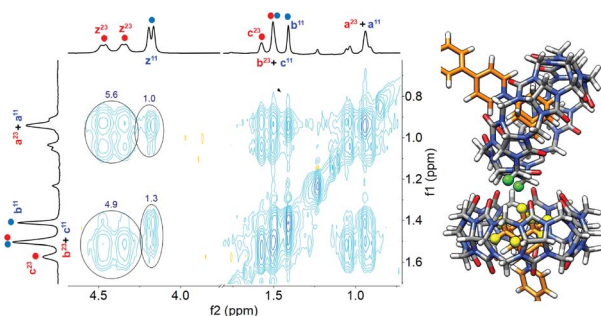 z²³ z²³
z¹¹
c²³ b¹¹
b²³ + c¹¹
a²³ + a¹¹
a²³ + a¹¹
b¹¹
b²³ + c¹¹
c²³
5.6 1.0
4.9 1.3
0.8
1.0
1.2
1.4
1.6
f1 (ppm)
4.5 4.0 1.5 1.0
f2 (ppm)